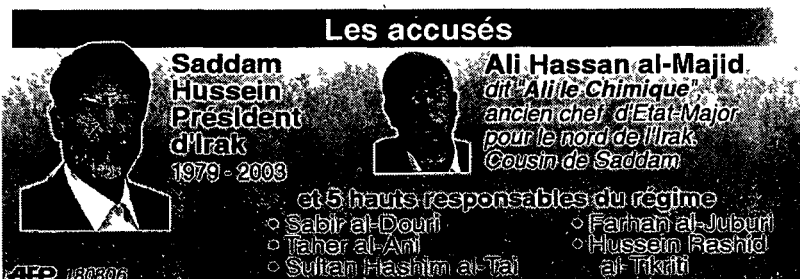 Les accusés
Saddam
Hussein
Président
d'Irak
1979 - 2003
Ali Hassan al-Majid
dit "Ali le Chimique",
ancien chef d'Etat-Major
pour le nord de l'Irak.
Cousin de Saddam
et 5 hauts responsables du régime
○ Sabir al-Douri
○ Taher al-Ani
○ Sultan Hashim al-Tai
○ Farhan al-Juburi
○ Hussein Rashid
al-Tikriti
AFP 180806